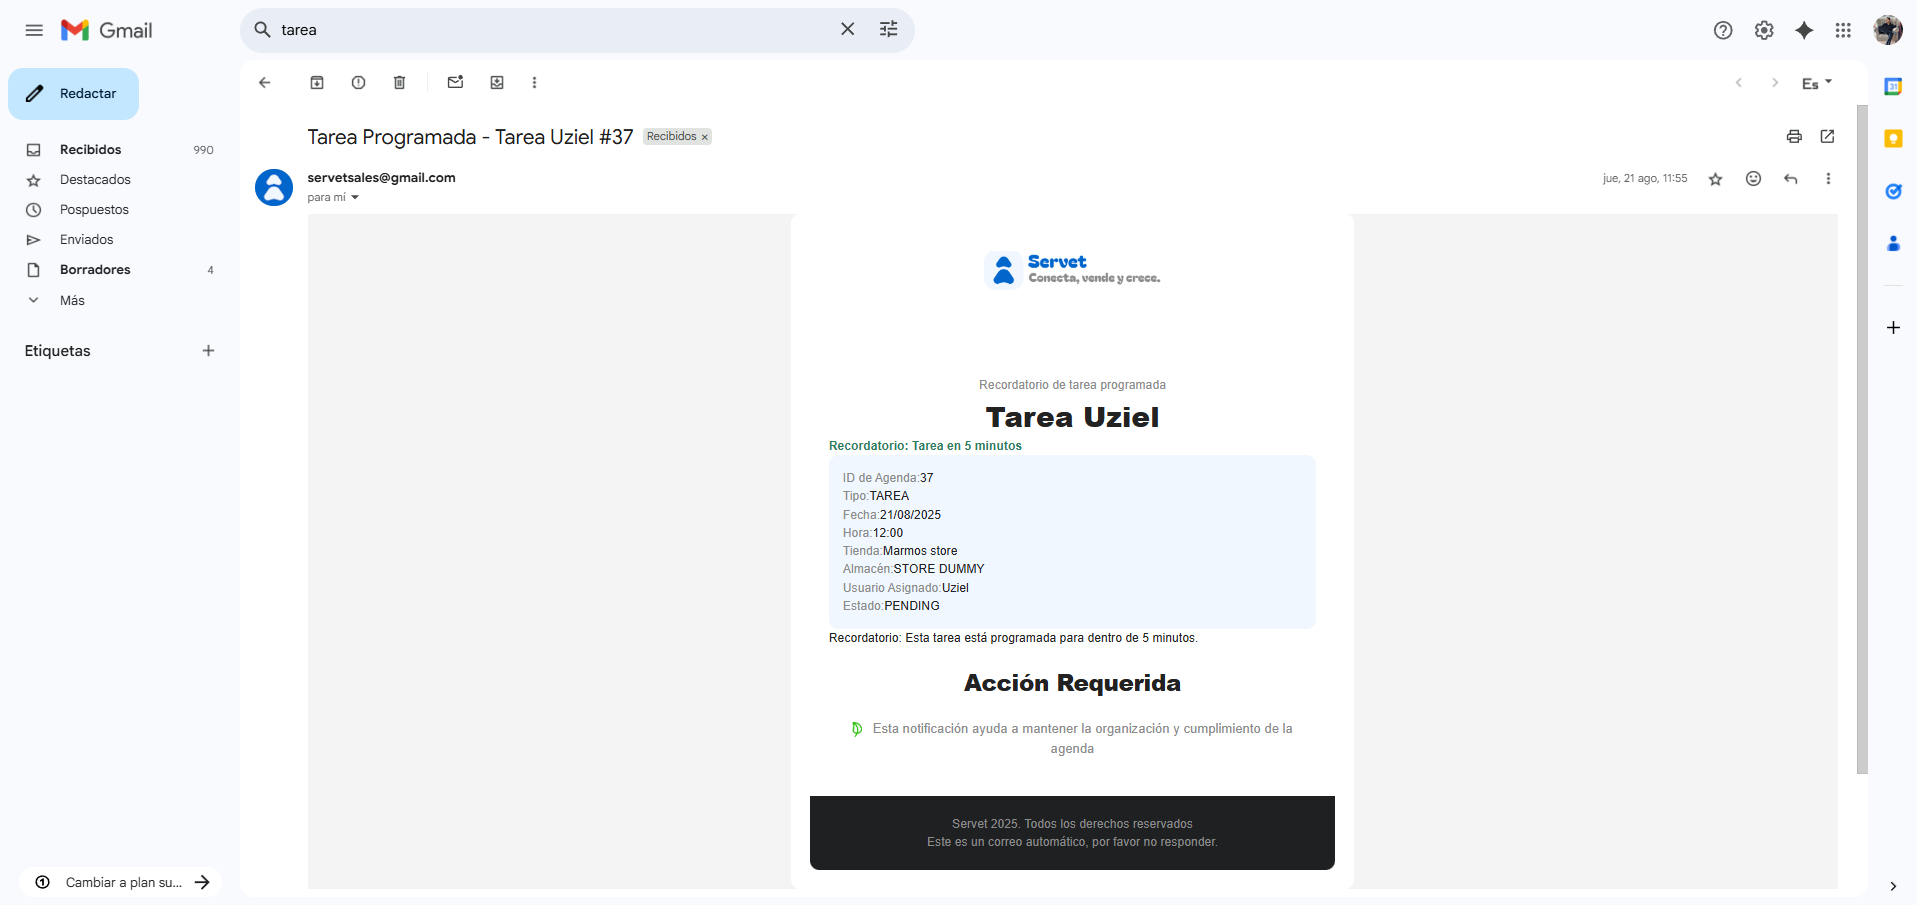 Gmail
tarea
Redactar
Es
Tarea Programada - Tarea Uziel #37
Recibidos ×
Recibidos 990
Destacados
Pospuestos
Enviados
Borradores 4
Más
Etiquetas
servetsales@gmail.com
para mí
jue, 21 ago, 11:55
31
Servet
Conecta, vende y crece.
Recordatorio de tarea programada
Tarea Uziel
Recordatorio: Tarea en 5 minutos
ID de Agenda:37
Tipo:TAREA
Fecha:21/08/2025
Hora:12:00
Tienda:Marmos store
Almacén:STORE DUMMY
Usuario Asignado:Uziel
Estado:PENDING
Recordatorio: Esta tarea está programada para dentro de 5 minutos.
Acción Requerida
Esta notificación ayuda a mantener la organización y cumplimiento de la
agenda
Servet 2025. Todos los derechos reservados
Este es un correo automático, por favor no responder.
Cambiar a plan su...